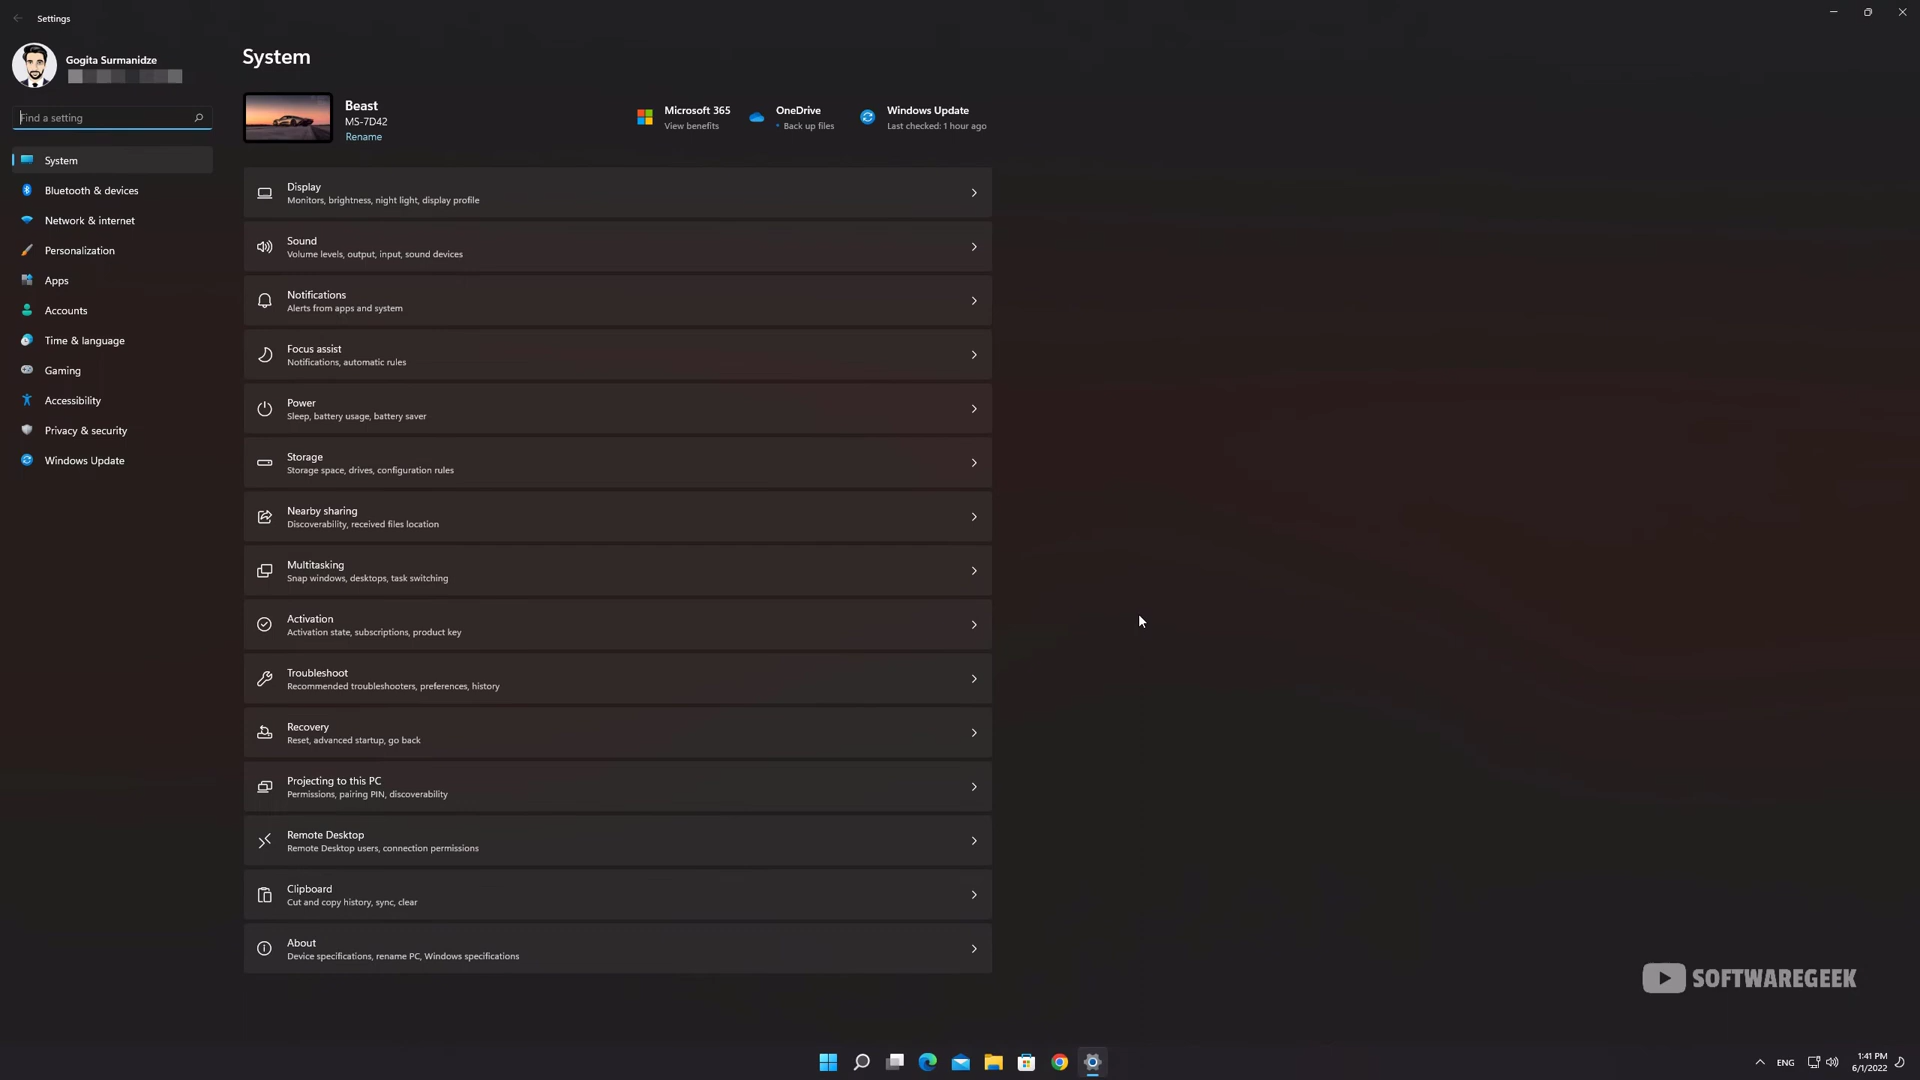 Settings
Gogita Surmanidze
Find a setting
System
Bluetooth & devices
Network & internet
Personalization
Apps
Accounts
Time & language
Gaming
Accessibility
Privacy & security
Windows Update
System
Beast
MS-7D42
Rename
Microsoft 365
View benefits
OneDrive
Back up files
Windows Update
Last checked: 1 hour ago
Display
Monitors, brightness, night light, display profile
Sound
Volume levels, output, input, sound devices
Notifications
Alerts from apps and system
Focus assist
Notifications, automatic rules
Power
Sleep, battery usage, battery saver
Storage
Storage space, drives, configuration rules
Nearby sharing
Discoverability, received files location
Multitasking
Snap windows, desktops, task switching
Activation
Activation state, subscriptions, product key
Troubleshoot
Recommended troubleshooters, preferences, history
Recovery
Reset, advanced startup, go back
Projecting to this PC
Permissions, pairing PIN, discoverability
Remote Desktop
Remote Desktop users, connection permissions
Clipboard
Cut and copy history, sync, clear
About
Device specifications, rename PC, Windows specifications
SOFTWAREGEEK
ENG
1:41 PM
6/1/2022